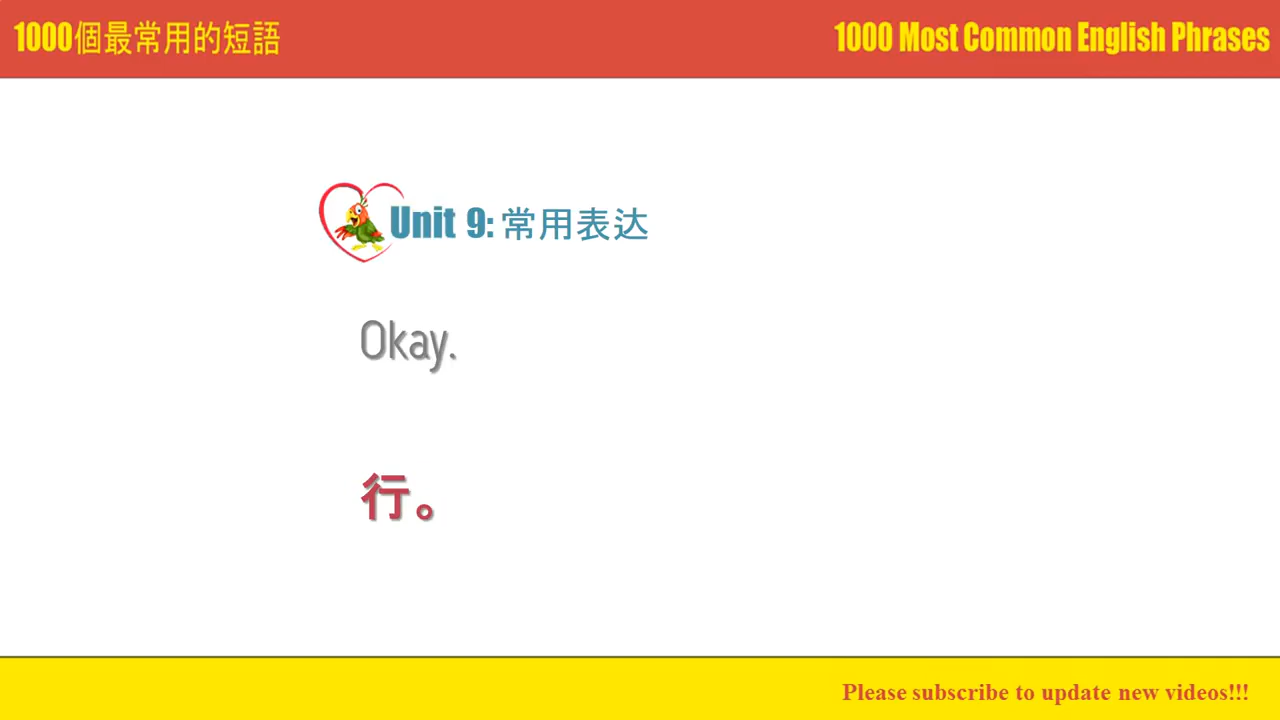 1000個最常用的短語
1000 Most Common English Phrases
Unit 9: 常用表达
Okay.
行。
Please subscribe to update new videos!!!